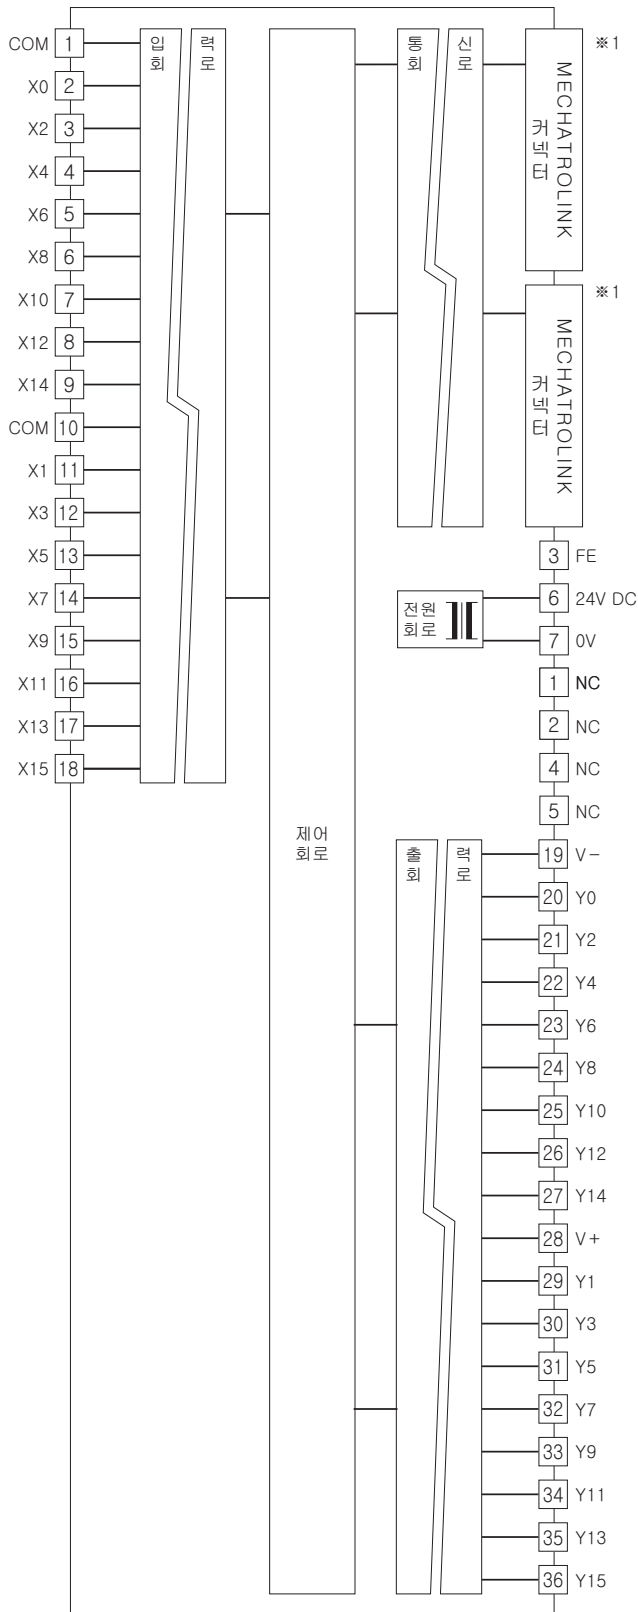 COM 1
X0 2
X2 3
X4 4
X6 5
X8 6
X10 7
X12 8
X14 9
COM 10
X1 11
X3 12
X5 13
X7 14
X9 15
X11 16
X13 17
X15 18
입 력
회 로
제어
회로
통 신
회 로
MECHATROLINK
커넥터
※1
MECHATROLINK
커넥터
※1
전원
회로
3 FE
6 24V DC
7 0V
1 NC
2 NC
4 NC
5 NC
출 력
회 로
19 V−
20 Y0
21 Y2
22 Y4
23 Y6
24 Y8
25 Y10
26 Y12
27 Y14
28 V+
29 Y1
30 Y3
31 Y5
32 Y7
33 Y9
34 Y11
35 Y13
36 Y15